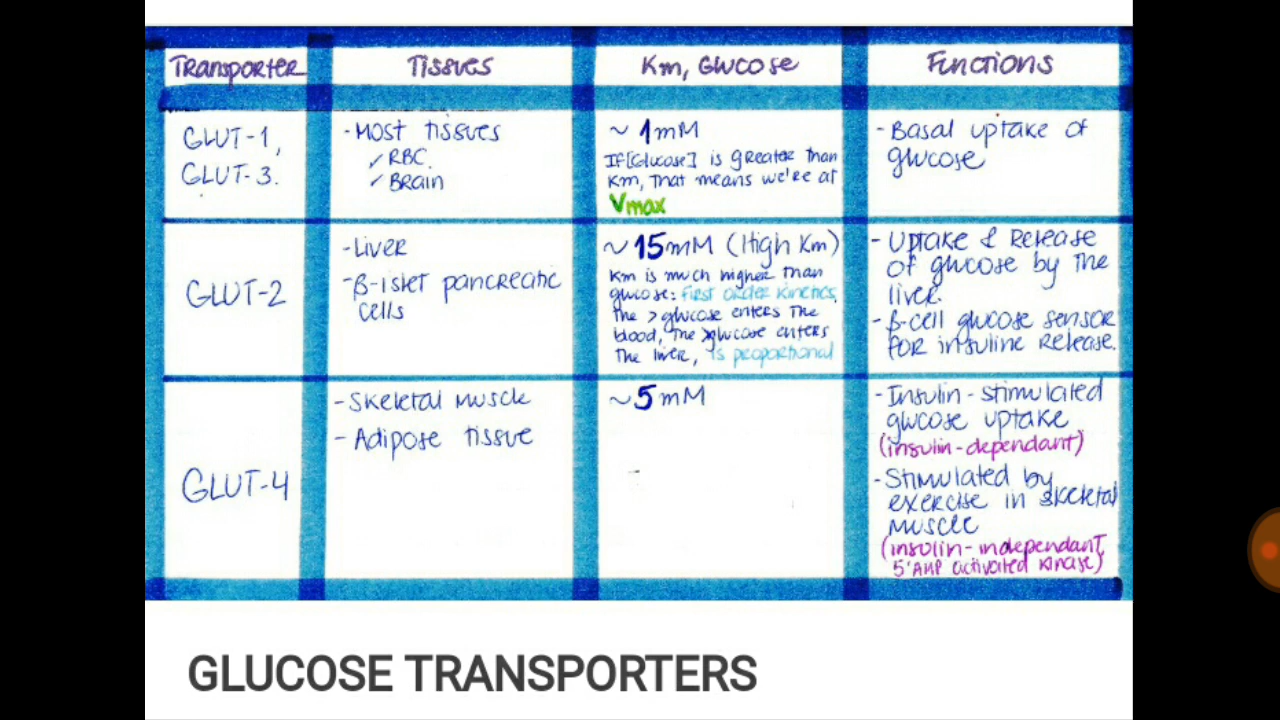 Transporter
Tissues
Km, Glucose
Functions
GLUT-1,
GLUT-3.
-Most tissues
✓ RBC.
✓ Brain
~ 1mM
If [Glucose] is greater than
Km, that means we're at
Vmax
- Basal uptake of
glucose
GLUT-2
-Liver
-β-islet pancreatic
cells
~ 15mM (High Km)
Km is much higher than
glucose: First order kinetics,
the > glucose enters the
blood, the > glucose enters
the liver, is proportional
- Uptake & Release
of glucose by the
liver.
- β-cell glucose sensor
for insuline release.
GLUT-4
- Skeletal muscle
- Adipose tissue
~5mM
- Insulin-stimulated
glucose uptake
(insulin-dependant)
-Stimulated by
exercise in skeletal
muscle
(insulin-independant,
5'AMP activated kinase)
GLUCOSE TRANSPORTERS